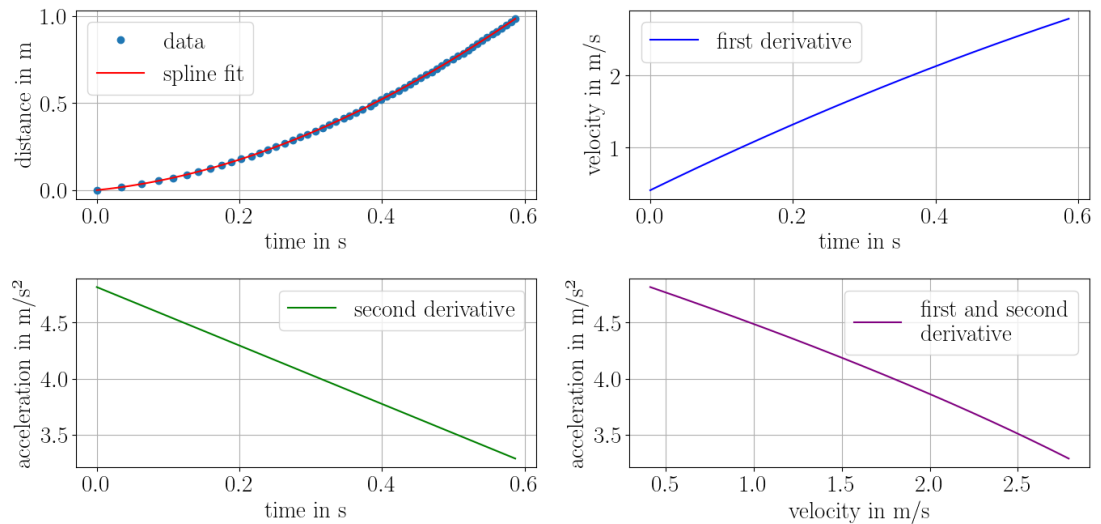 1.0
0.5
0.0
distance in m
data
spline fit
0.0
0.2
0.4
0.6
time in s
2
1
velocity in m/s
first derivative
0.0
0.2
0.4
0.6
time in s
4.5
4.0
3.5
acceleration in m/s²
second derivative
0.0
0.2
0.4
0.6
time in s
4.5
4.0
3.5
acceleration in m/s²
first and second
derivative
0.5
1.0
1.5
2.0
2.5
velocity in m/s